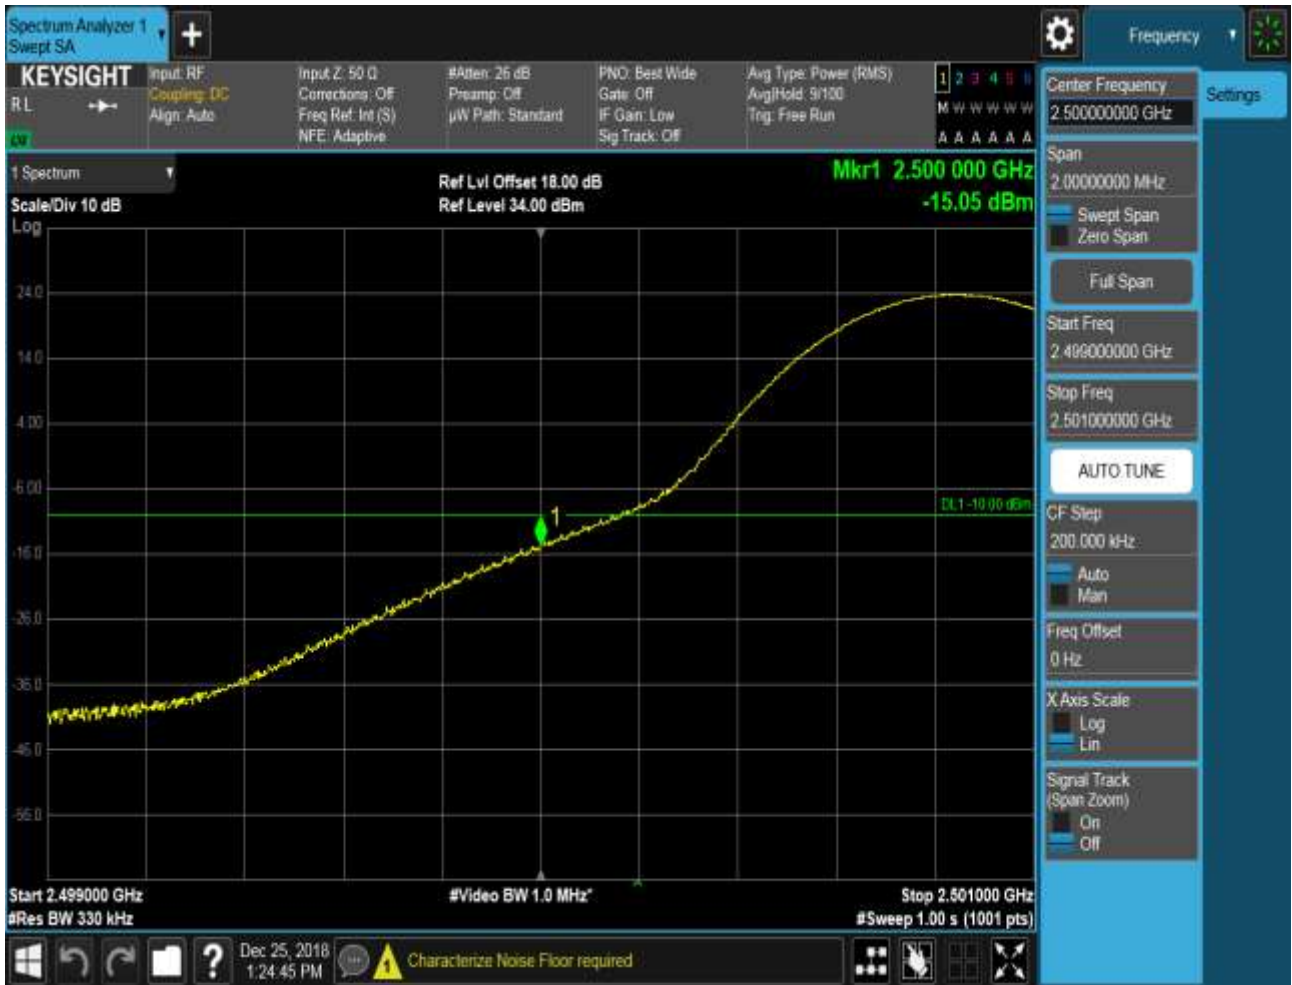 Spectrum Analyzer 1
Swept SA
+
Frequency
KEYSIGHT
RL
Input: RF
Coupling: DC
Align: Auto
Input Z: 50 Ω
Corrections: Off
Freq Ref: Int (S)
NFE: Adaptive
#Atten: 26 dB
Preamp: Off
µW Path: Standard
PNO: Best Wide
Gate: Off
IF Gain: Low
Sig Track: Off
Avg Type: Power (RMS)
Avg|Hold: 9/100
Trig: Free Run
1 2 3 4 5 6
M W W W W W
A A A A A A
1 Spectrum
Scale/Div 10 dB
Log
Ref Lvl Offset 18.00 dB
Ref Level 34.00 dBm
Mkr1 2.500 000 GHz
-15.05 dBm
24.0
14.0
4.00
-6.00
-16.0
-26.0
-36.0
-46.0
-56.0
1
DL1 -10.00 dBm
Start 2.499000 GHz
#Res BW 330 kHz
#Video BW 1.0 MHz*
Stop 2.501000 GHz
#Sweep 1.00 s (1001 pts)
Center Frequency
2.500000000 GHz
Settings
Span
2.00000000 MHz
Swept Span
Zero Span
Full Span
Start Freq
2.499000000 GHz
Stop Freq
2.501000000 GHz
AUTO TUNE
CF Step
200.000 kHz
Auto
Man
Freq Offset
0 Hz
X Axis Scale
Log
Lin
Signal Track
(Span Zoom)
On
Off
?
Dec 25, 2018
1:24:45 PM
1
Characterize Noise Floor required